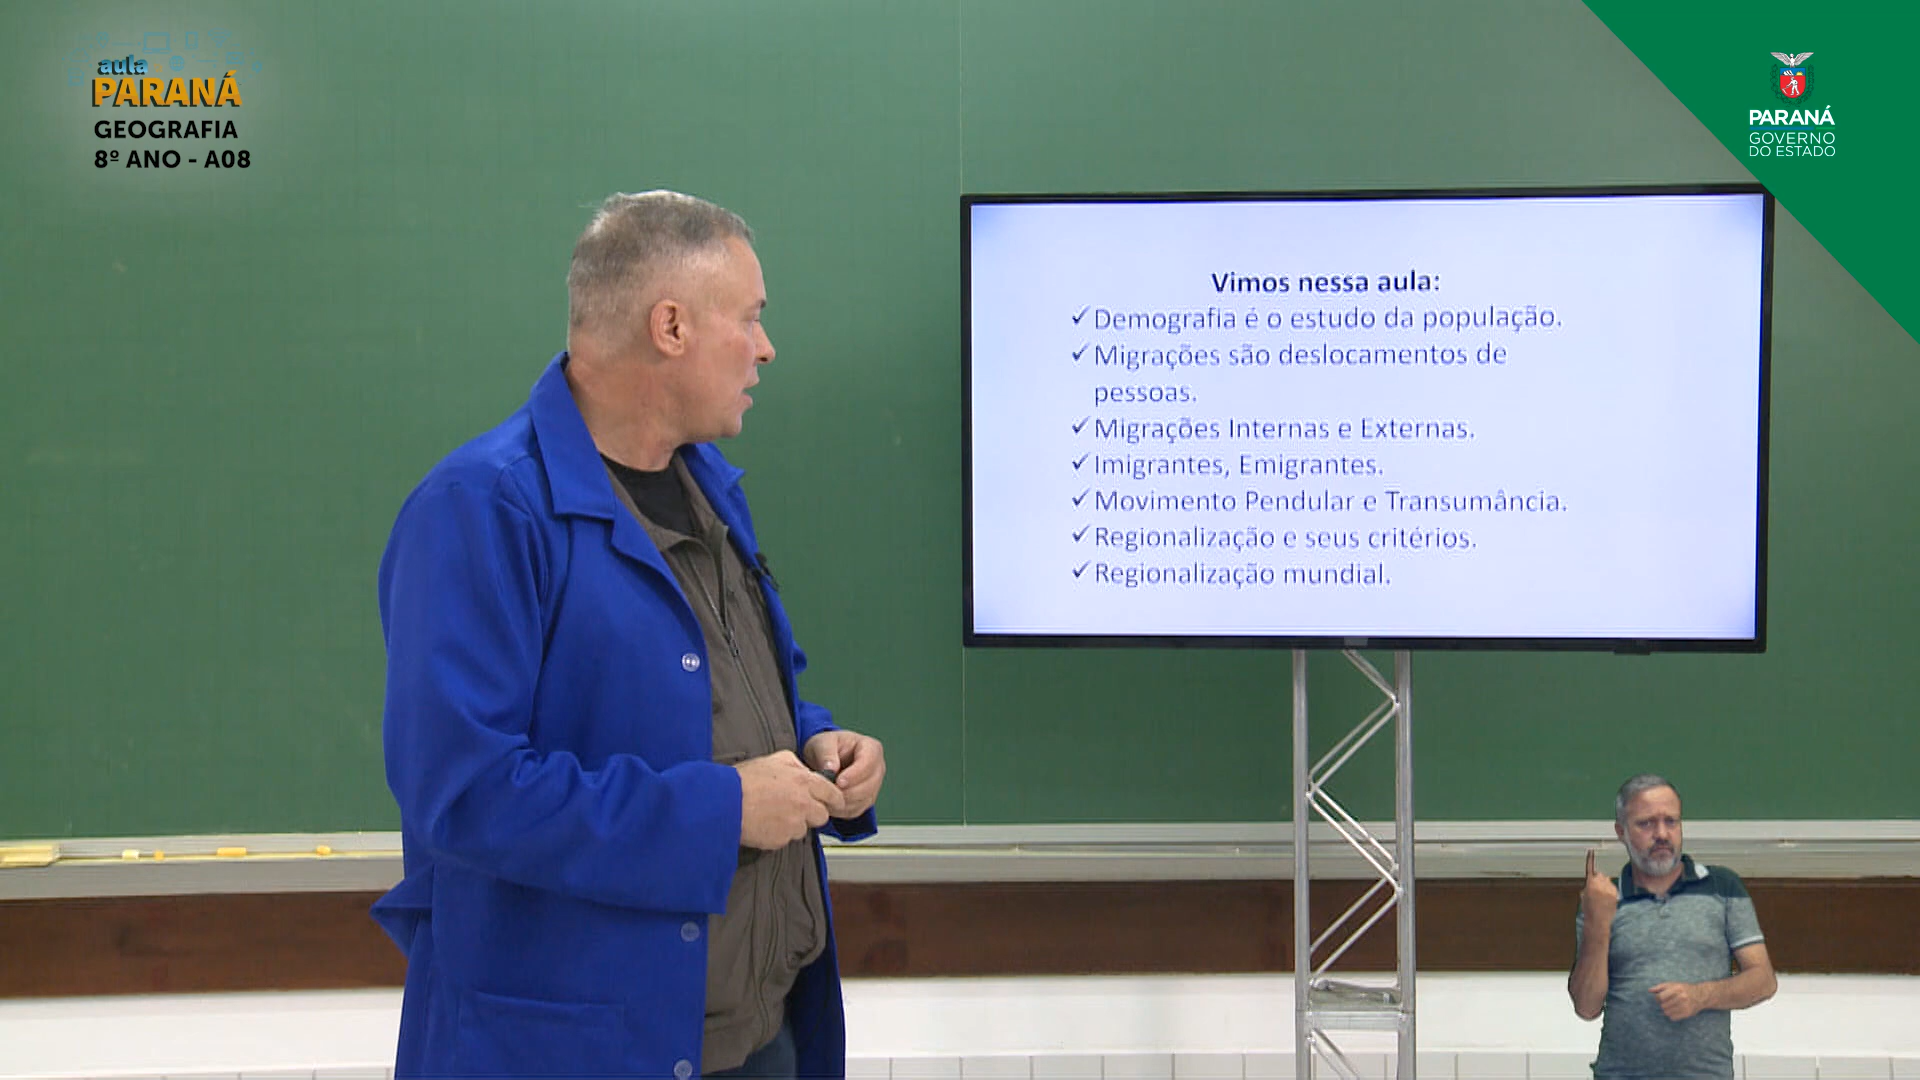 aula
PARANÁ
GEOGRAFIA
8º ANO - A08
PARANÁ
GOVERNO
DO ESTADO
Vimos nessa aula:
✓Demografia é o estudo da população.
✓Migrações são deslocamentos de
pessoas.
✓Migrações Internas e Externas.
✓Imigrantes, Emigrantes.
✓Movimento Pendular e Transumância.
✓Regionalização e seus critérios.
✓Regionalização mundial.